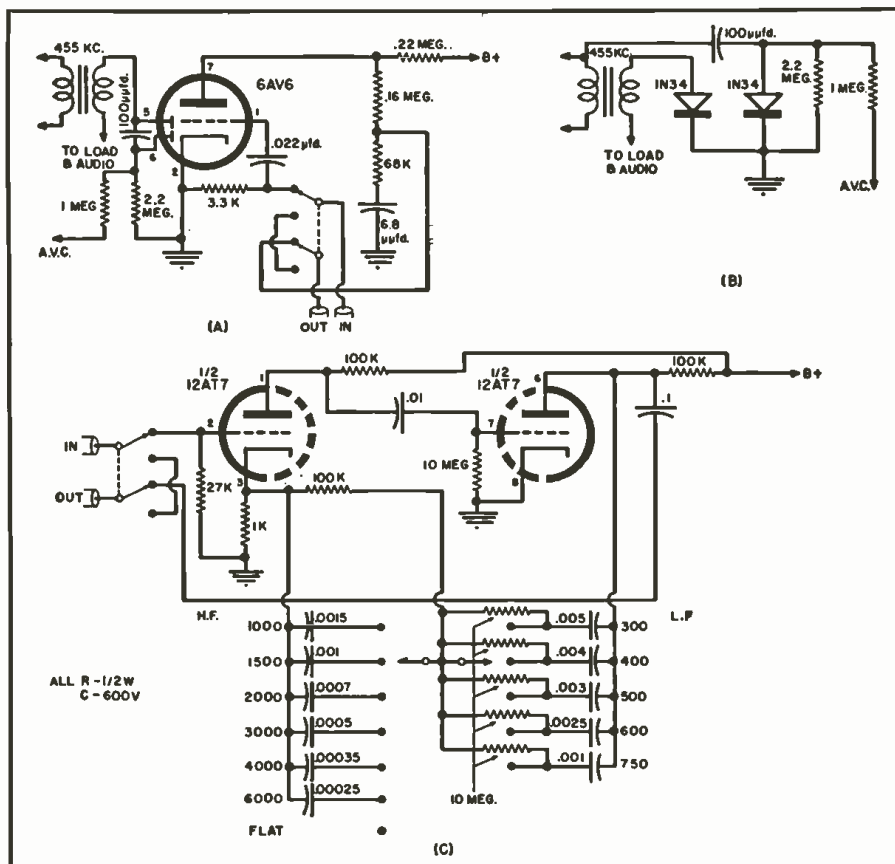 455 KC.
100µµfd.
5
6
7
6AV6
1
2
.22 MEG.
B+
.16 MEG.
.022µfd.
68K
TO LOAD
& AUDIO
1 MEG
2.2
MEG.
3.3 K
6.8
µµfd.
A.V.C.
(A)
OUT IN
100µµfd.
455KC.
1N34
1N34
2.2
MEG.
1 MEG.
TO LOAD
& AUDIO
A.V.C.
(B)
100K
100K
1/2
12AT7
1
1/2
12AT7
6
B+
.01
.1
IN
2
7
OUT
27K
3
100K
10 MEG
8
1K
H.F.
L.F
1000
.0015
.005
300
1500
.001
.004
400
ALL R-1/2W
C-600V
2000
.0007
.003
500
3000
.0005
.0025
600
4000
.00035
.001
750
6000
.00025
10 MEG.
FLAT
(C)